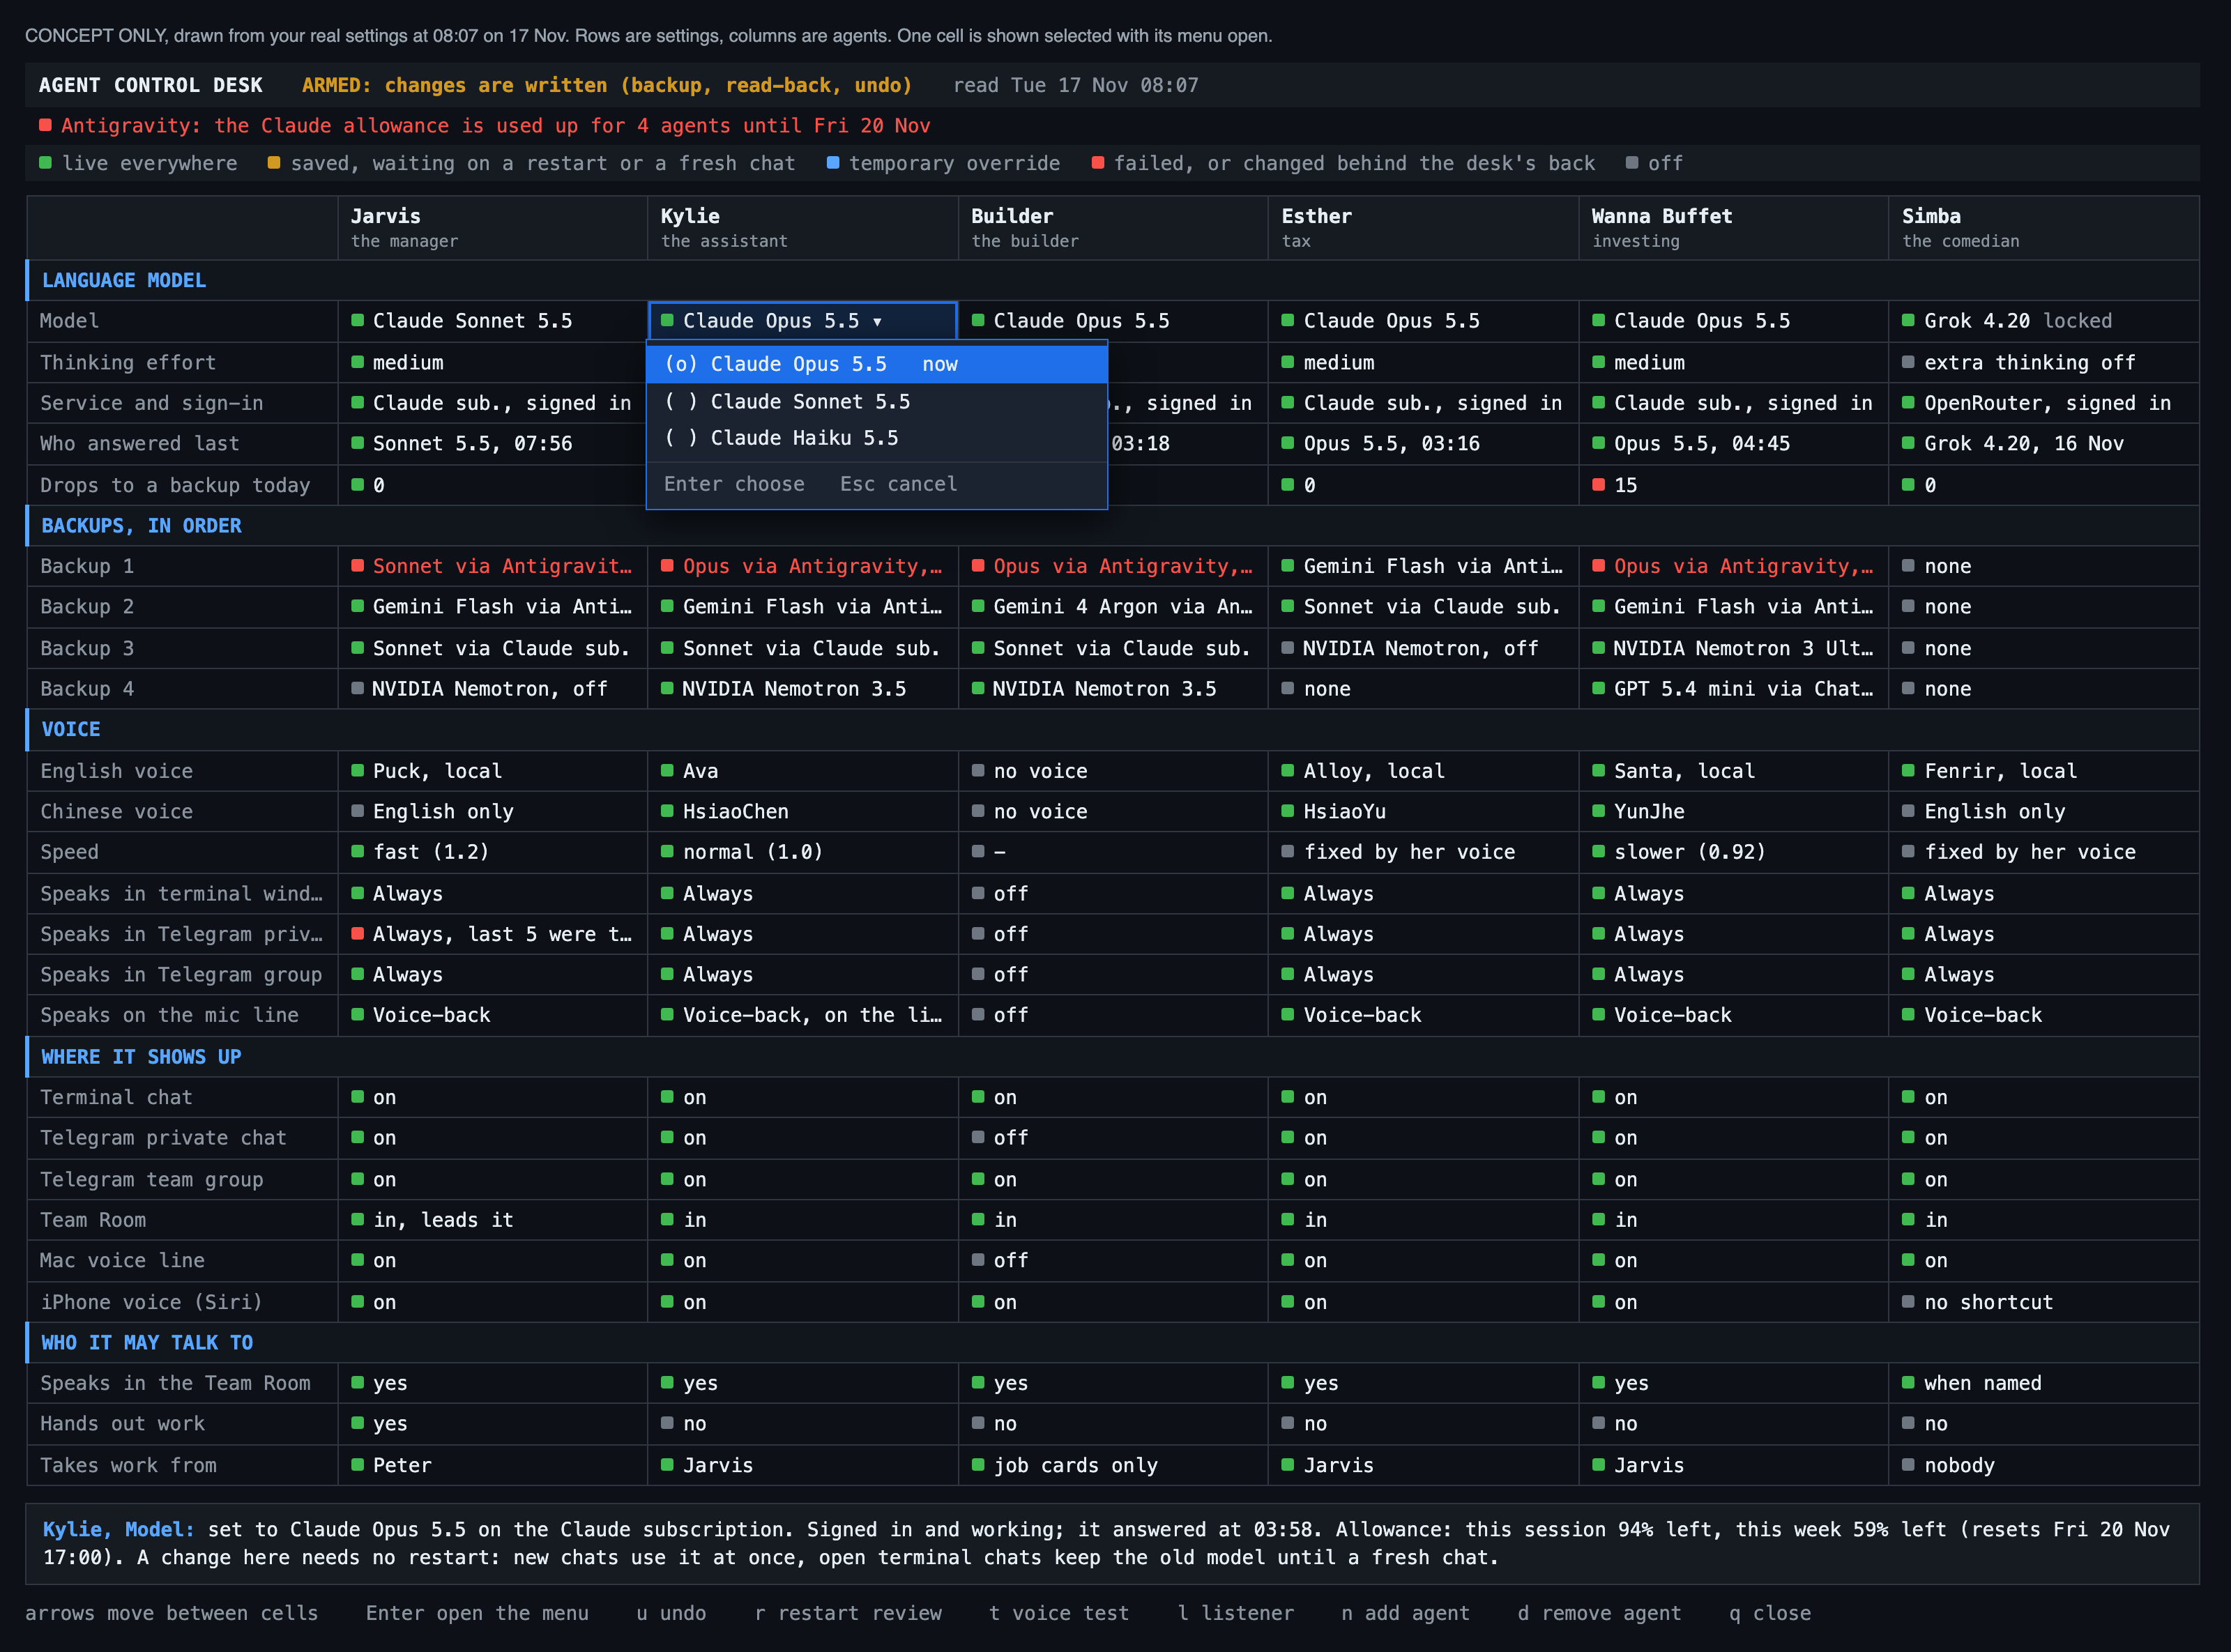 CONCEPT ONLY, drawn from your real settings at 08:07 on 17 Nov. Rows are settings, columns are agents. One cell is shown selected with its menu open.
AGENT CONTROL DESK ARMED: changes are written (backup, read-back, undo) read Tue 17 Nov 08:07
Antigravity: the Claude allowance is used up for 4 agents until Fri 20 Nov
live everywhere saved, waiting on a restart or a fresh chat temporary override failed, or changed behind the desk's back off
Jarvis Kylie Builder Esther Wanna Buffet Simba
the manager the assistant the builder tax investing the comedian
LANGUAGE MODEL
Model Claude Sonnet 5.5 Claude Opus 5.5 ▾ Claude Opus 5.5 Claude Opus 5.5 Claude Opus 5.5 Grok 4.20 locked
Thinking effort medium (o) Claude Opus 5.5 now medium medium extra thinking off
Service and sign-in Claude sub., signed in ( ) Claude Sonnet 5.5 ., signed in Claude sub., signed in Claude sub., signed in OpenRouter, signed in
Who answered last Sonnet 5.5, 07:56 ( ) Claude Haiku 5.5 03:18 Opus 5.5, 03:16 Opus 5.5, 04:45 Grok 4.20, 16 Nov
Drops to a backup today 0 Enter choose Esc cancel 0 15 0
BACKUPS, IN ORDER
Backup 1 Sonnet via Antigravit… Opus via Antigravity,… Opus via Antigravity,… Gemini Flash via Anti… Opus via Antigravity,… none
Backup 2 Gemini Flash via Anti… Gemini Flash via Anti… Gemini 4 Argon via An… Sonnet via Claude sub. Gemini Flash via Anti… none
Backup 3 Sonnet via Claude sub. Sonnet via Claude sub. Sonnet via Claude sub. NVIDIA Nemotron, off NVIDIA Nemotron 3 Ult… none
Backup 4 NVIDIA Nemotron, off NVIDIA Nemotron 3.5 NVIDIA Nemotron 3.5 none GPT 5.4 mini via Chat… none
VOICE
English voice Puck, local Ava no voice Alloy, local Santa, local Fenrir, local
Chinese voice English only HsiaoChen no voice HsiaoYu YunJhe English only
Speed fast (1.2) normal (1.0) – fixed by her voice slower (0.92) fixed by her voice
Speaks in terminal wind… Always Always off Always Always Always
Speaks in Telegram priv… Always, last 5 were t… Always off Always Always Always
Speaks in Telegram group Always Always off Always Always Always
Speaks on the mic line Voice-back Voice-back, on the li… off Voice-back Voice-back Voice-back
WHERE IT SHOWS UP
Terminal chat on on on on on on
Telegram private chat on on off on on on
Telegram team group on on on on on on
Team Room in, leads it in in in in in
Mac voice line on on off on on on
iPhone voice (Siri) on on on on on no shortcut
WHO IT MAY TALK TO
Speaks in the Team Room yes yes yes yes yes when named
Hands out work yes no no no no no
Takes work from Peter Jarvis job cards only Jarvis Jarvis nobody
Kylie, Model: set to Claude Opus 5.5 on the Claude subscription. Signed in and working; it answered at 03:58. Allowance: this session 94% left, this week 59% left (resets Fri 20 Nov
17:00). A change here needs no restart: new chats use it at once, open terminal chats keep the old model until a fresh chat.
arrows move between cells Enter open the menu u undo r restart review t voice test l listener n add agent d remove agent q close